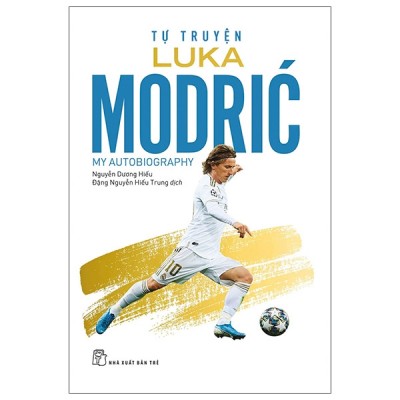 TỰ TRUYỆN
LUKA
MODRIĆ
MY AUTOBIOGRAPHY
Nguyễn Dương Hiếu
Đặng Nguyễn Hiếu Trung dịch
10
NHÀ XUẤT BẢN TRẺ